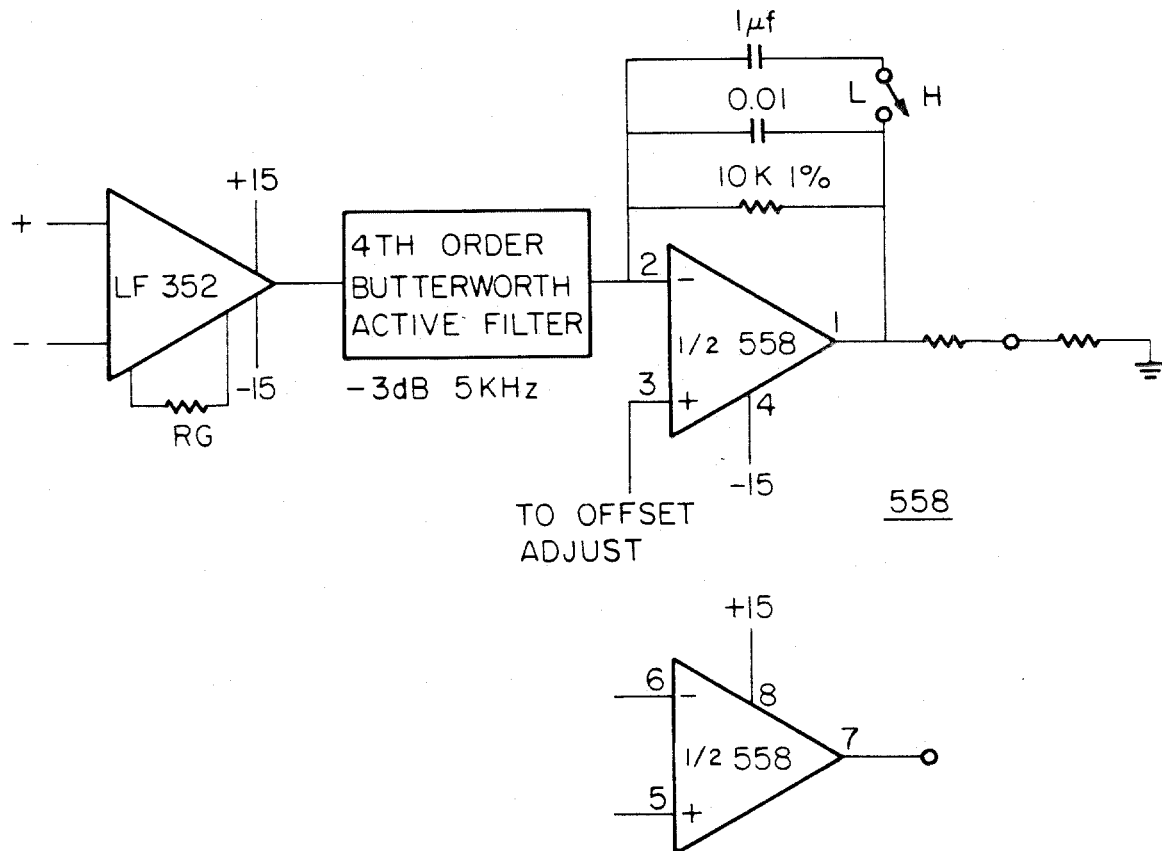 1μf
L
H
0.01
10K 1%
+15
+
LF 352
-
-15
RG
4TH ORDER
BUTTERWORTH
ACTIVE FILTER
-3dB 5KHz
2
-
1/2 558
1
3
+
4
-15
TO OFFSET
ADJUST
558
+15
6
-
8
1/2 558
7
5
+